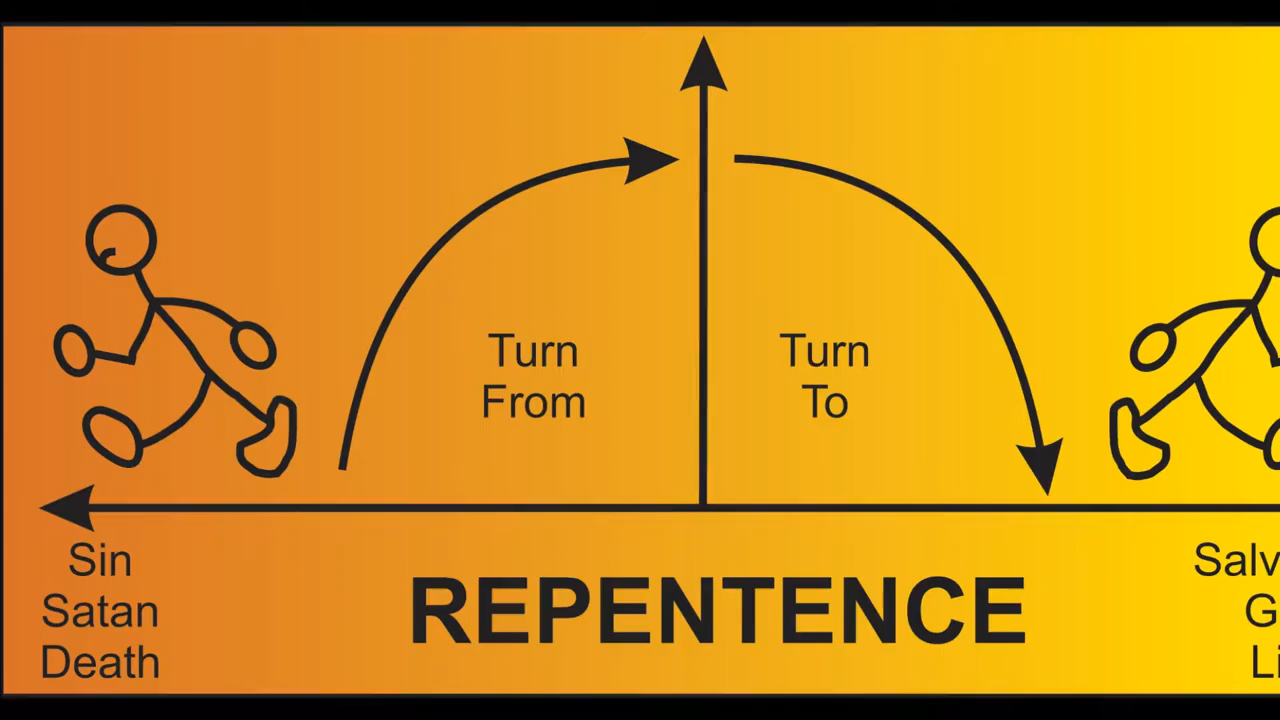 Turn
From
Turn
To
Sin
Satan
Death
REPENTENCE